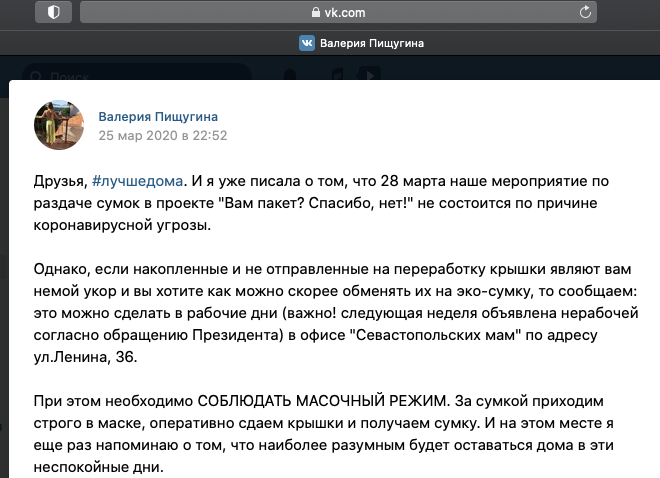 vk.com
Валерия Пищугина
Поиск
Валерия Пищугина
25 мар 2020 в 22:52
Друзья, #лучшедома. И я уже писала о том, что 28 марта наше мероприятие по
раздаче сумок в проекте "Вам пакет? Спасибо, нет!" не состоится по причине
коронавирусной угрозы.
Однако, если накопленные и не отправленные на переработку крышки являют вам
немой укор и вы хотите как можно скорее обменять их на эко-сумку, то сообщаем:
это можно сделать в рабочие дни (важно! следующая неделя объявлена нерабочей
согласно обращению Президента) в офисе "Севастопольских мам" по адресу
ул.Ленина, 36.
При этом необходимо СОБЛЮДАТЬ МАСОЧНЫЙ РЕЖИМ. За сумкой приходим
строго в маске, оперативно сдаем крышки и получаем сумку. И на этом месте я
еще раз напоминаю о том, что наиболее разумным будет оставаться дома в эти
неспокойные дни.